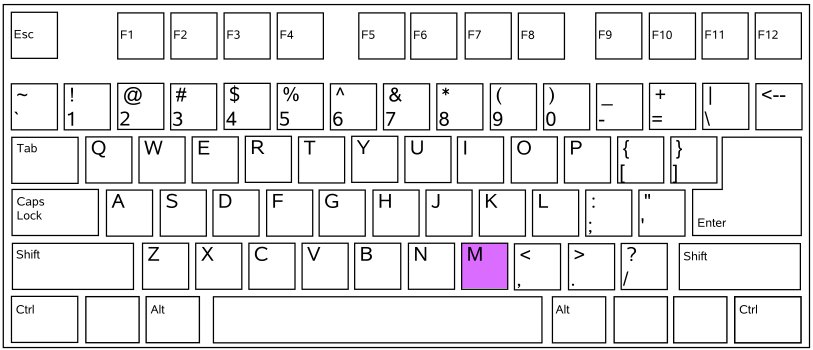 Esc F1 F2 F3 F4 F5 F6 F7 F8 F9 F10 F11 F12
~ ! @ # $ % ^ & * ( ) _ + | <--
` 1 2 3 4 5 6 7 8 9 0 - = \
Tab Q W E R T Y U I O P { }
[ ]
Caps A S D F G H J K L : "
Lock ; ' Enter
Shift Z X C V B N M < > ? Shift
, . /
Ctrl Alt Alt Ctrl